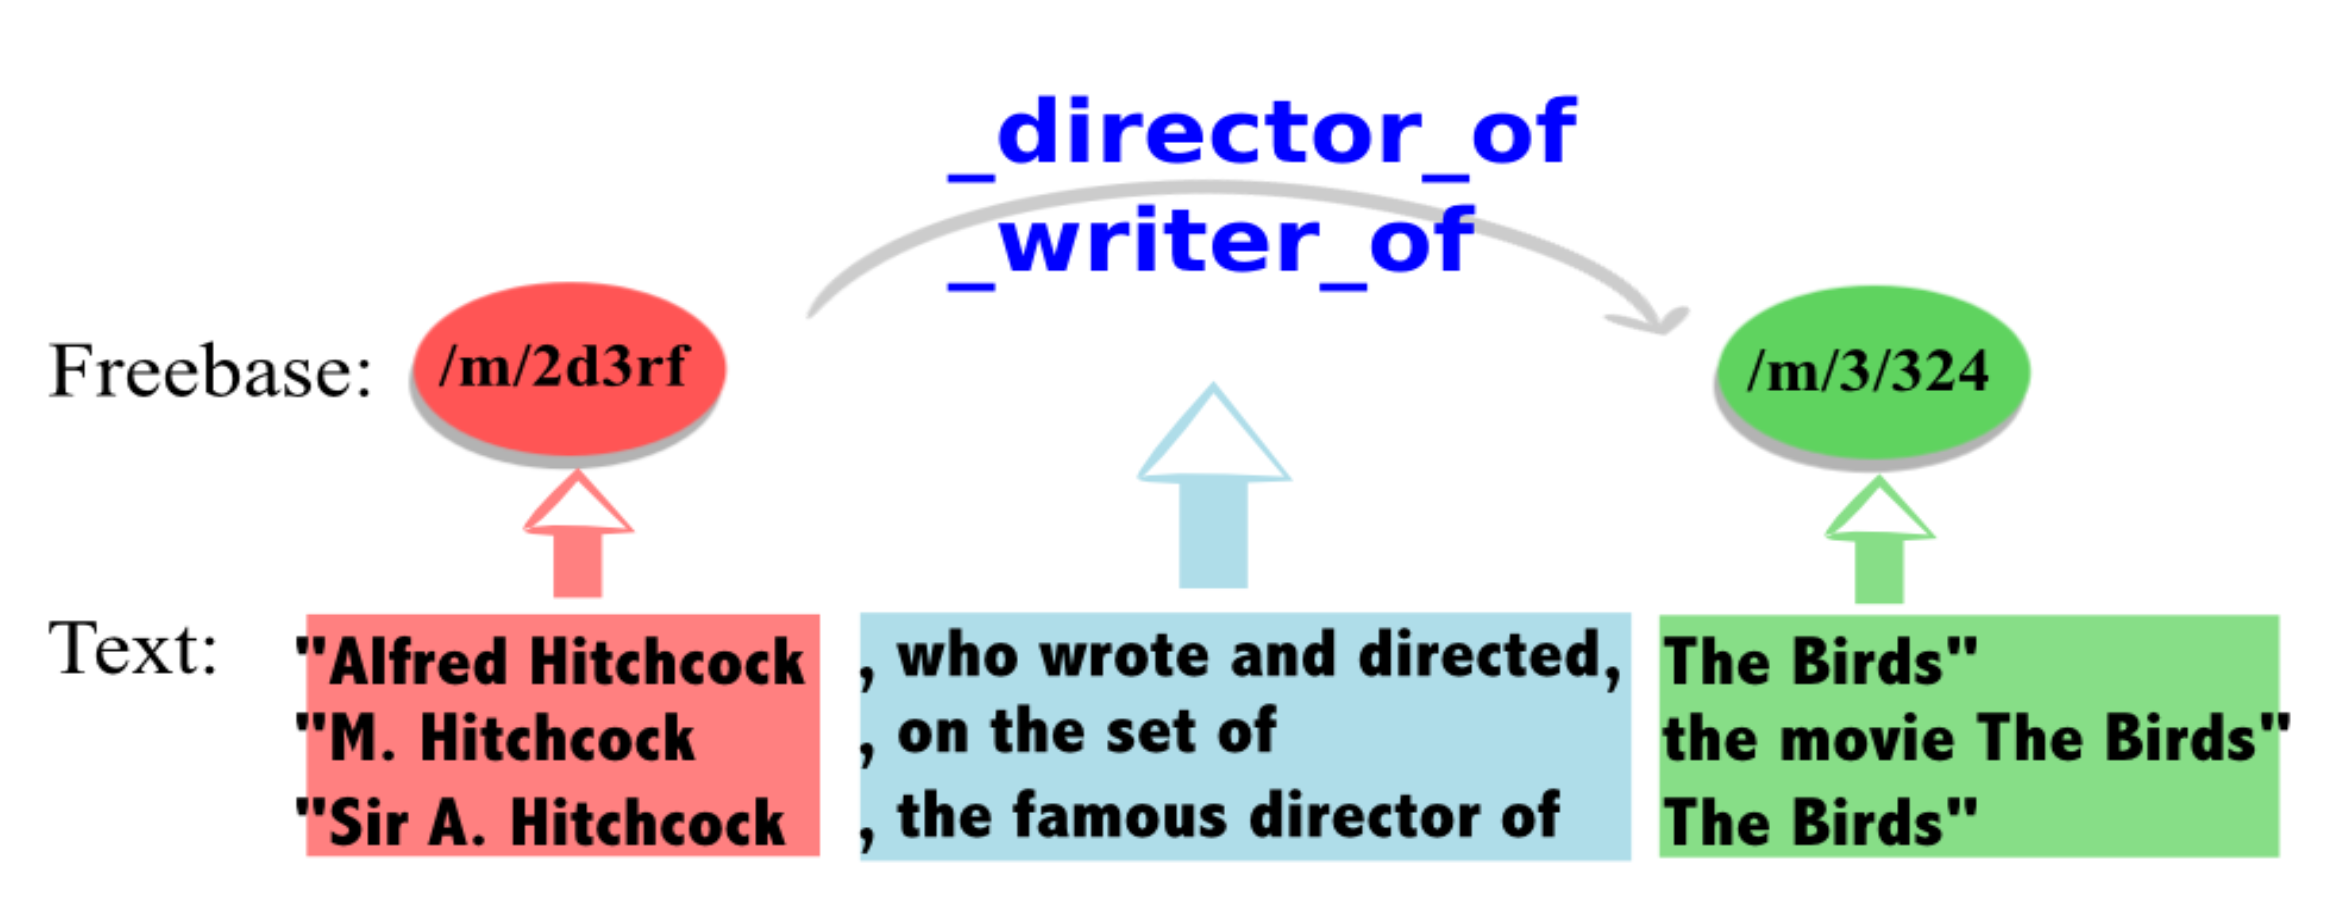 _director_of
_writer_of
Freebase: /m/2d3rf /m/3/324
Text: "Alfred Hitchcock , who wrote and directed, The Birds"
"M. Hitchcock , on the set of the movie The Birds"
"Sir A. Hitchcock , the famous director of The Birds"